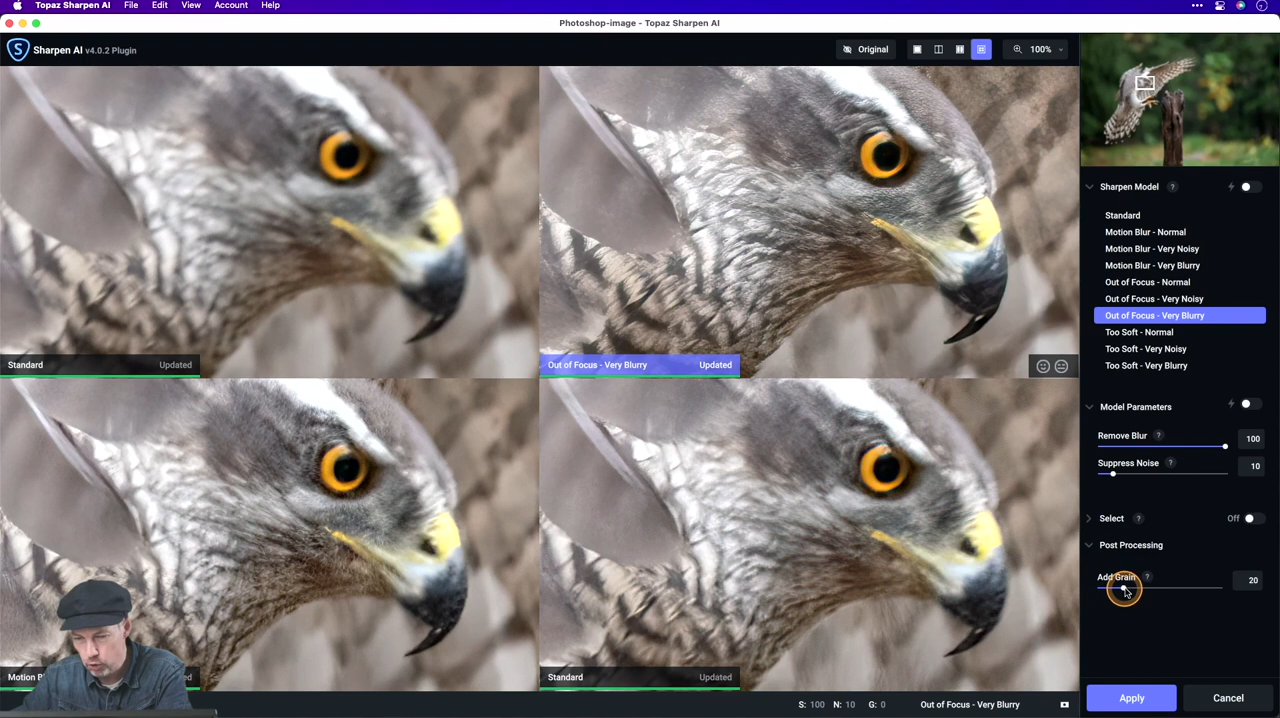 Topaz Sharpen AI File Edit View Account Help
Photoshop-image - Topaz Sharpen AI
S Sharpen AI v4.0.2 Plugin
Original
100%
Sharpen Model ?
Standard
Motion Blur - Normal
Motion Blur - Very Noisy
Motion Blur - Very Blurry
Out of Focus - Normal
Out of Focus - Very Noisy
Out of Focus - Very Blurry
Too Soft - Normal
Too Soft - Very Noisy
Too Soft - Very Blurry
Standard Updated
Out of Focus - Very Blurry Updated
Model Parameters
Remove Blur ? 100
Suppress Noise ? 10
Select ? Off
Post Processing
Add Grain ? 20
Standard Updated
S: 100 N: 10 G: 0 Out of Focus - Very Blurry
Apply Cancel